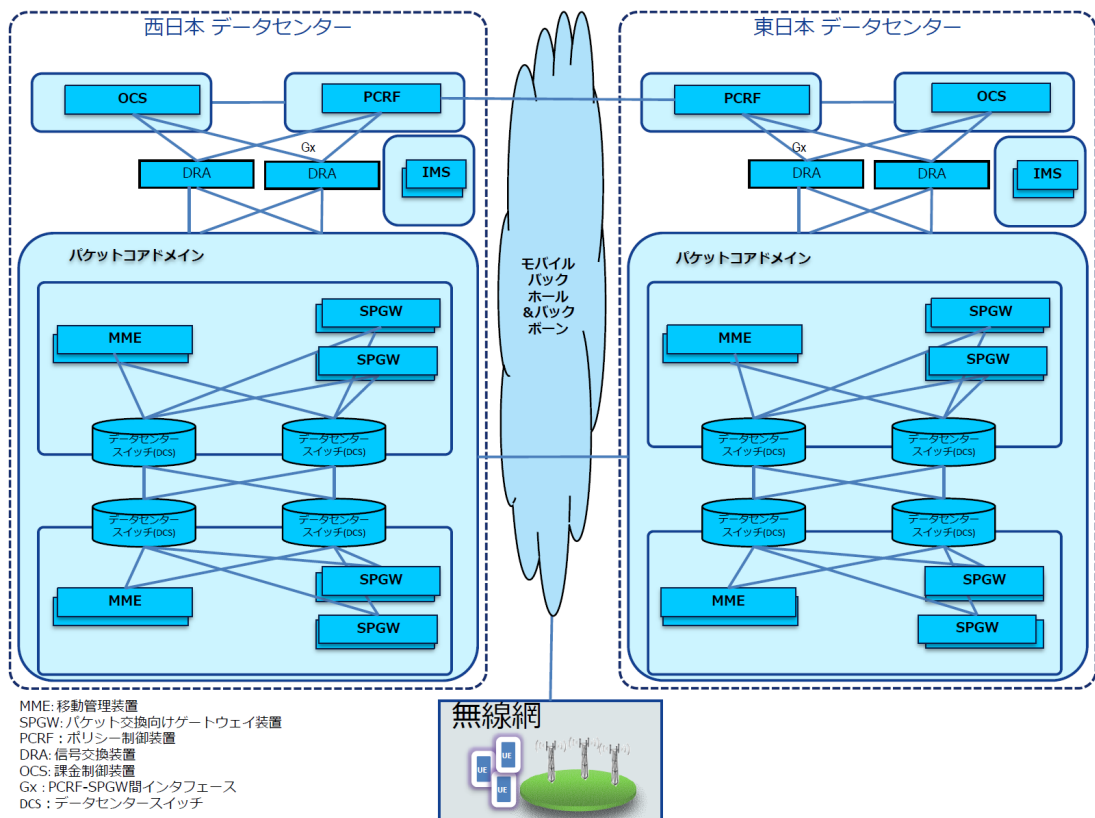 西日本 データセンター
OCS
PCRF
Gx
DRA
DRA
IMS
パケットコアドメイン
SPGW
MME
SPGW
データセンター
スイッチ(DCS)
データセンター
スイッチ(DCS)
データセンター
スイッチ(DCS)
データセンター
スイッチ(DCS)
SPGW
MME
SPGW
モバイル
バック
ホール
&バック
ボーン
東日本 データセンター
PCRF
OCS
Gx
DRA
DRA
IMS
パケットコアドメイン
SPGW
MME
SPGW
データセンター
スイッチ(DCS)
データセンター
スイッチ(DCS)
データセンター
スイッチ(DCS)
データセンター
スイッチ(DCS)
SPGW
MME
SPGW
MME: 移動管理装置
SPGW: パケット交換向けゲートウェイ装置
PCRF：ポリシー制御装置
DRA: 信号交換装置
OCS: 課金制御装置
Gx : PCRF-SPGW間インタフェース
DCS：データセンタースイッチ
無線網
UE
UE
UE